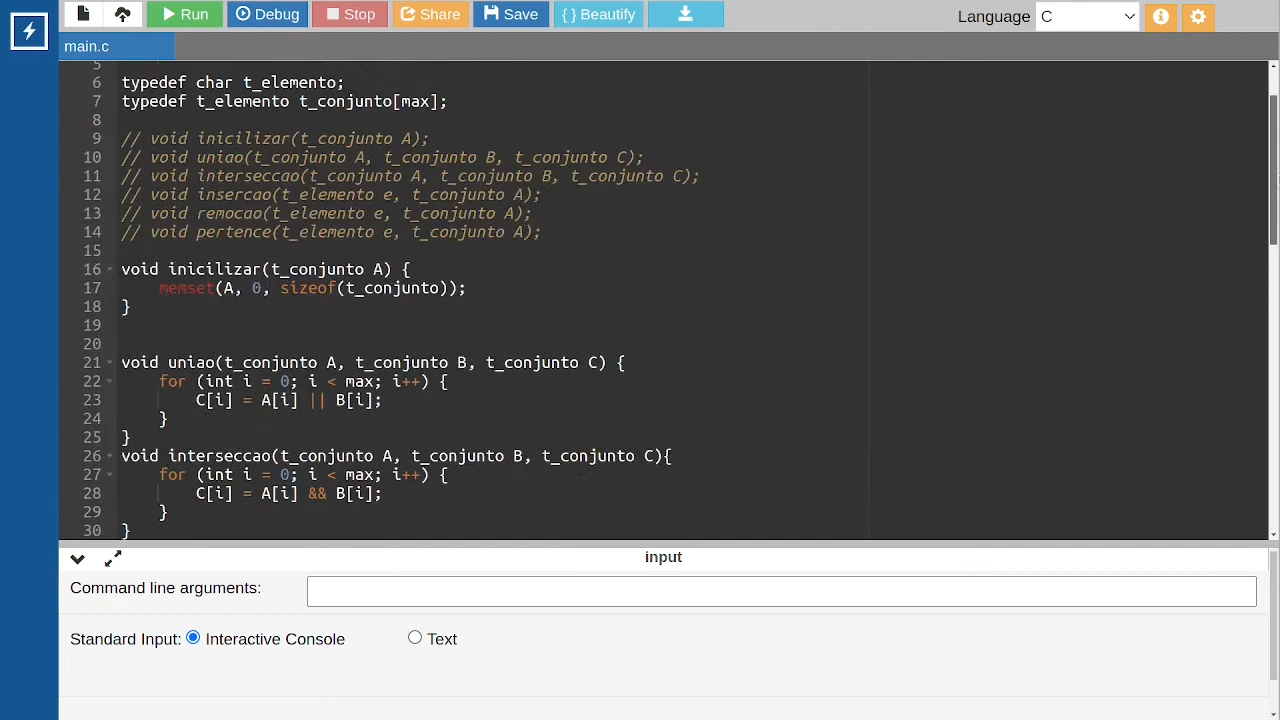 Run Debug Stop Share Save { } Beautify Language C
main.c
5
6 typedef char t_elemento;
7 typedef t_elemento t_conjunto[max];
8
9 // void inicilizar(t_conjunto A);
10 // void uniao(t_conjunto A, t_conjunto B, t_conjunto C);
11 // void interseccao(t_conjunto A, t_conjunto B, t_conjunto C);
12 // void insercao(t_elemento e, t_conjunto A);
13 // void remocao(t_elemento e, t_conjunto A);
14 // void pertence(t_elemento e, t_conjunto A);
15
16 void inicilizar(t_conjunto A) {
17 memset(A, 0, sizeof(t_conjunto));
18 }
19
20
21 void uniao(t_conjunto A, t_conjunto B, t_conjunto C) {
22 for (int i = 0; i < max; i++) {
23 C[i] = A[i] || B[i];
24 }
25 }
26 void interseccao(t_conjunto A, t_conjunto B, t_conjunto C){
27 for (int i = 0; i < max; i++) {
28 C[i] = A[i] && B[i];
29 }
30 }
input
Command line arguments:
Standard Input: Interactive Console Text